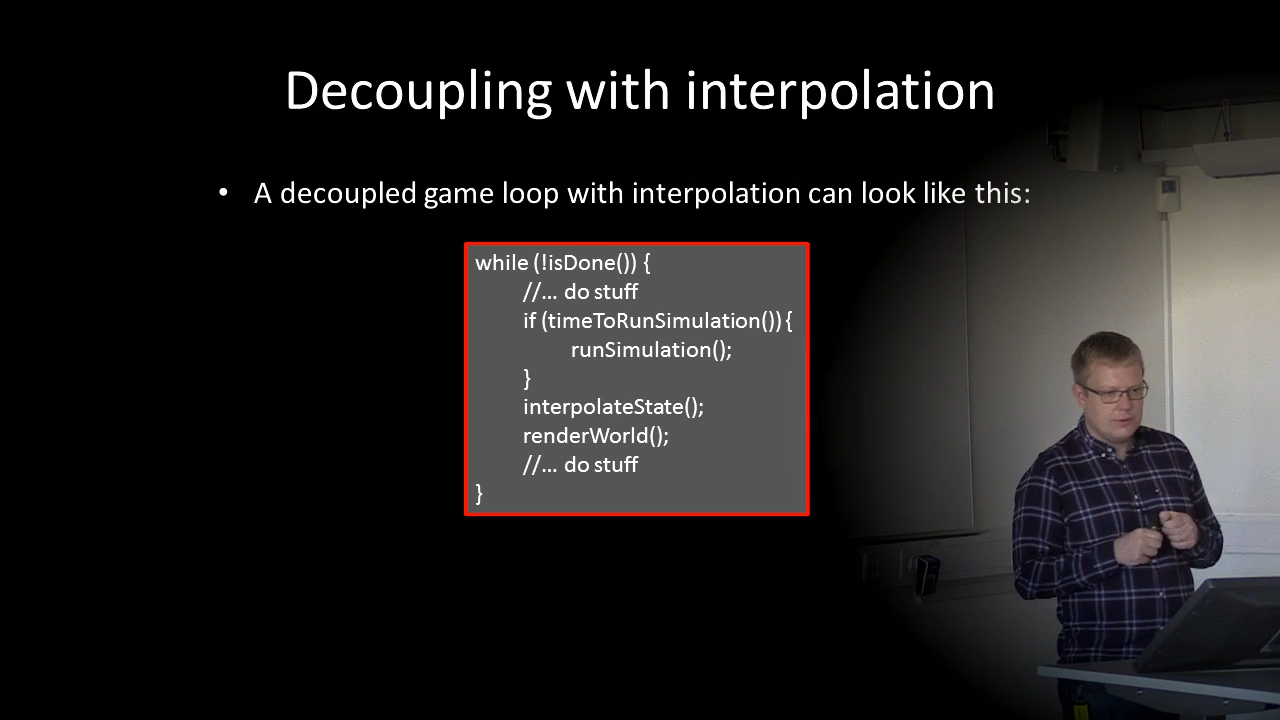 Decoupling with interpolation
• A decoupled game loop with interpolation can look like this:
while (!isDone()) {
//... do stuff
if (timeToRunSimulation()) {
runSimulation();
}
interpolateState();
renderWorld();
//... do stuff
}